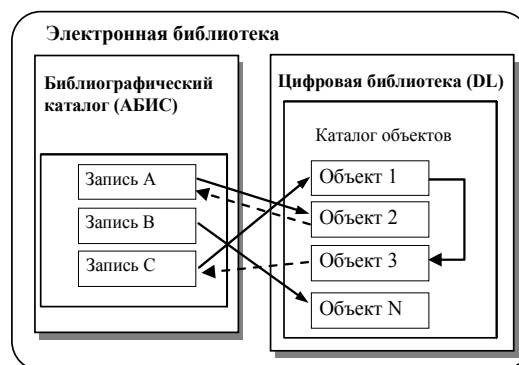 Электронная библиотека
Библиографический
каталог (АБИС)
Запись A
Запись B
Запись C
Цифровая библиотека (DL)
Каталог объектов
Объект 1
Объект 2
Объект 3
Объект N